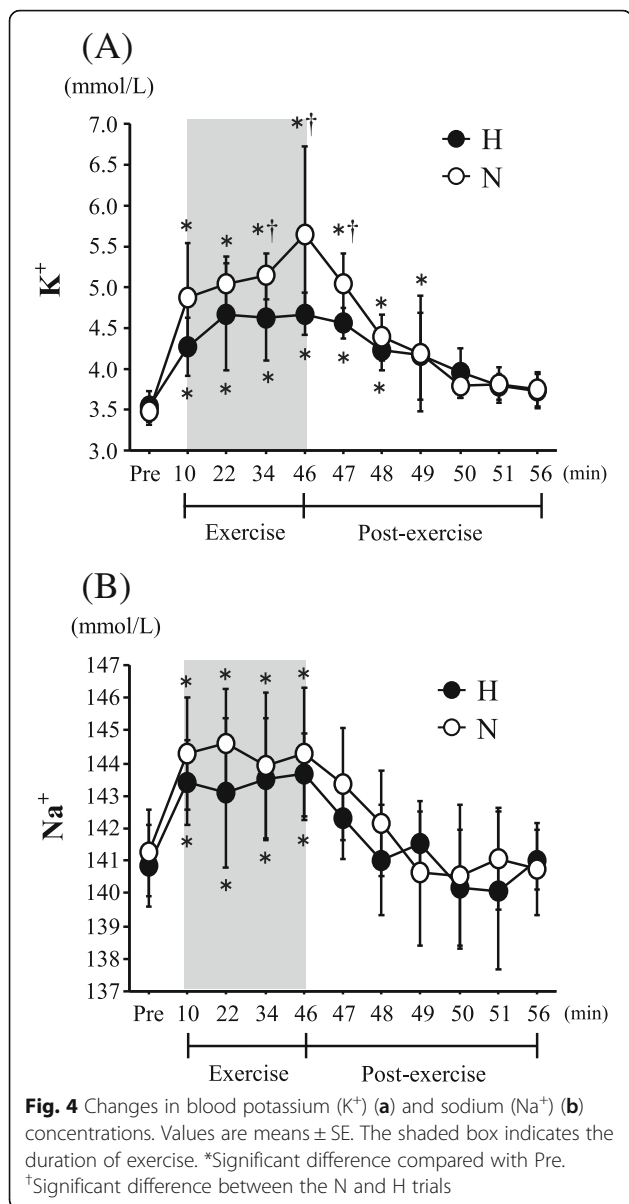 (A)
(mmol/L)
K⁺
7.0
6.5
6.0
5.5
5.0
4.5
4.0
3.5
3.0
*†
H
N
* * *† *†
* *
* * * * * *
Pre 10 22 34 46 47 48 49 50 51 56 (min)
Exercise Post-exercise
(B)
(mmol/L)
Na⁺
147
146
145
144
143
142
141
140
139
138
137
* * * *
H
N
* * * *
Pre 10 22 34 46 47 48 49 50 51 56 (min)
Exercise Post-exercise
Fig. 4 Changes in blood potassium (K⁺) (a) and sodium (Na⁺) (b)
concentrations. Values are means ± SE. The shaded box indicates the
duration of exercise. *Significant difference compared with Pre.
†Significant difference between the N and H trials